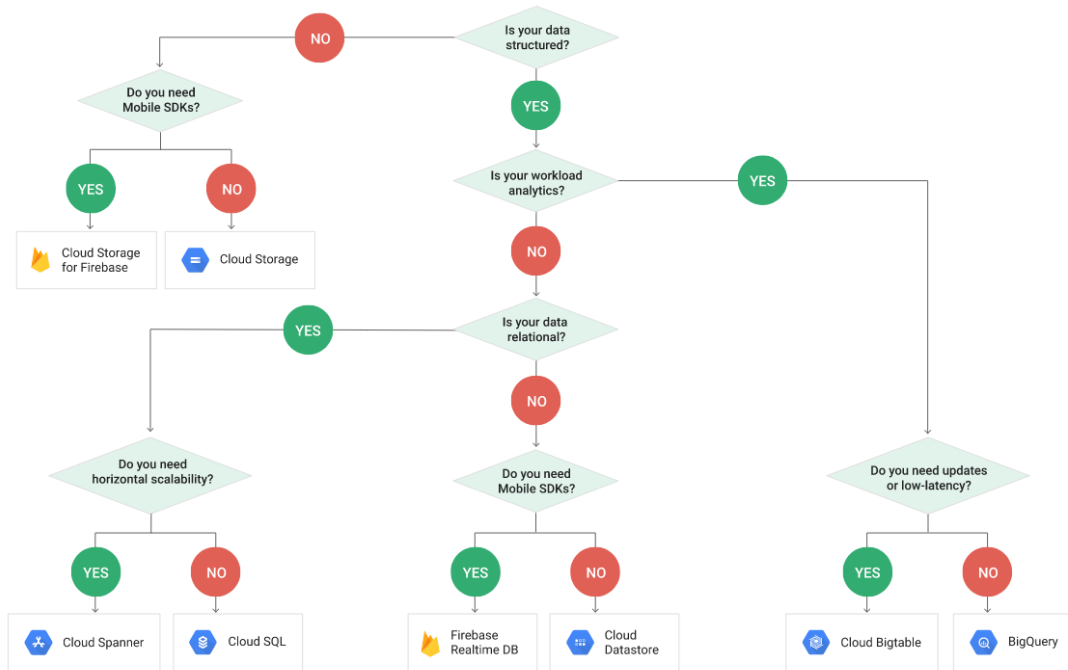 Is your data
structured?
NO
Do you need
Mobile SDKs?
YES
Is your workload
analytics?
YES
YES
NO
Cloud Storage
for Firebase
Cloud Storage
NO
Is your data
relational?
YES
NO
Do you need
horizontal scalability?
Do you need
Mobile SDKs?
Do you need updates
or low-latency?
YES
NO
YES
NO
YES
NO
Cloud Spanner
Cloud SQL
Firebase
Realtime DB
Cloud
Datastore
Cloud Bigtable
BigQuery